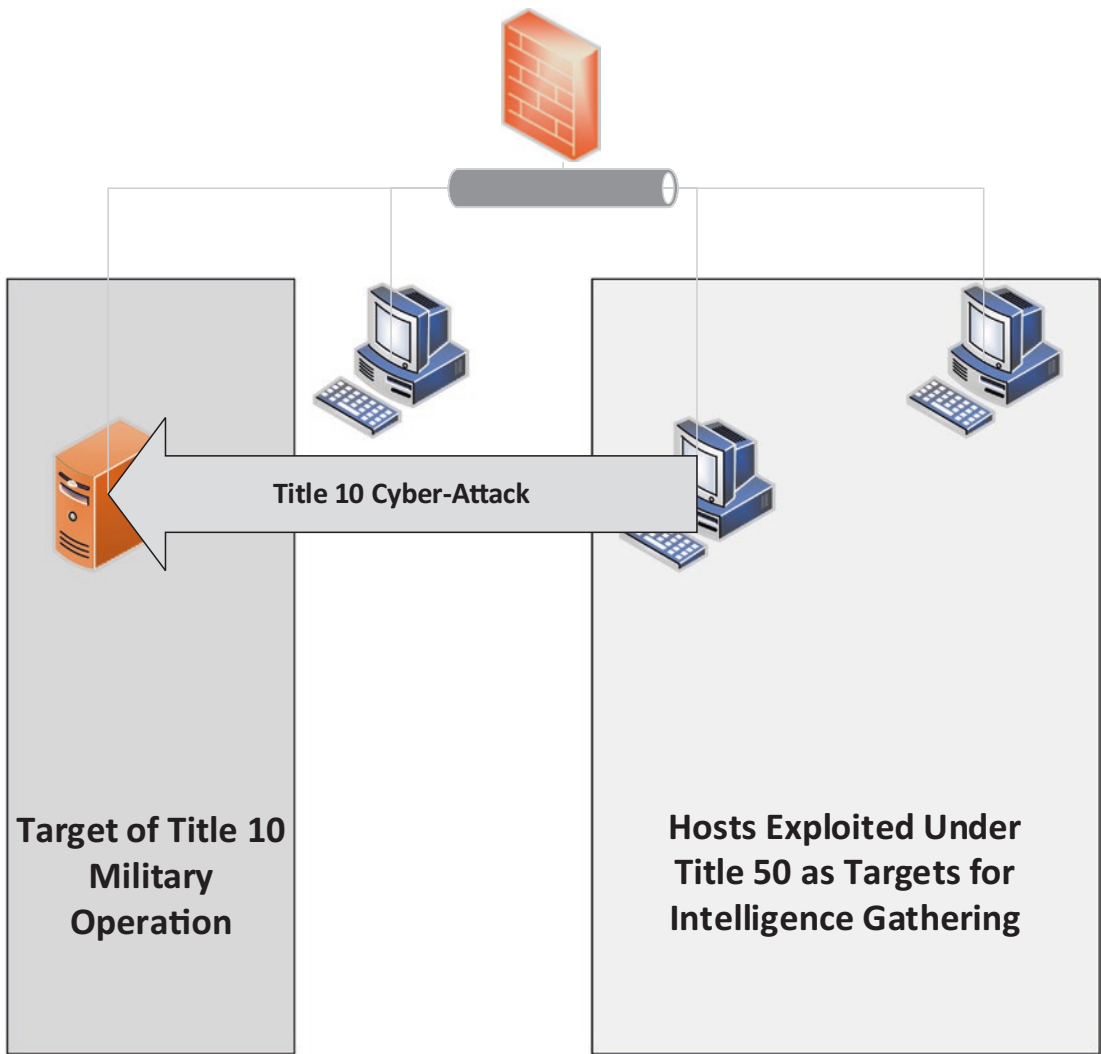 Title 10 Cyber-Attack
Target of Title 10
Military
Operation
Hosts Exploited Under
Title 50 as Targets for
Intelligence Gathering